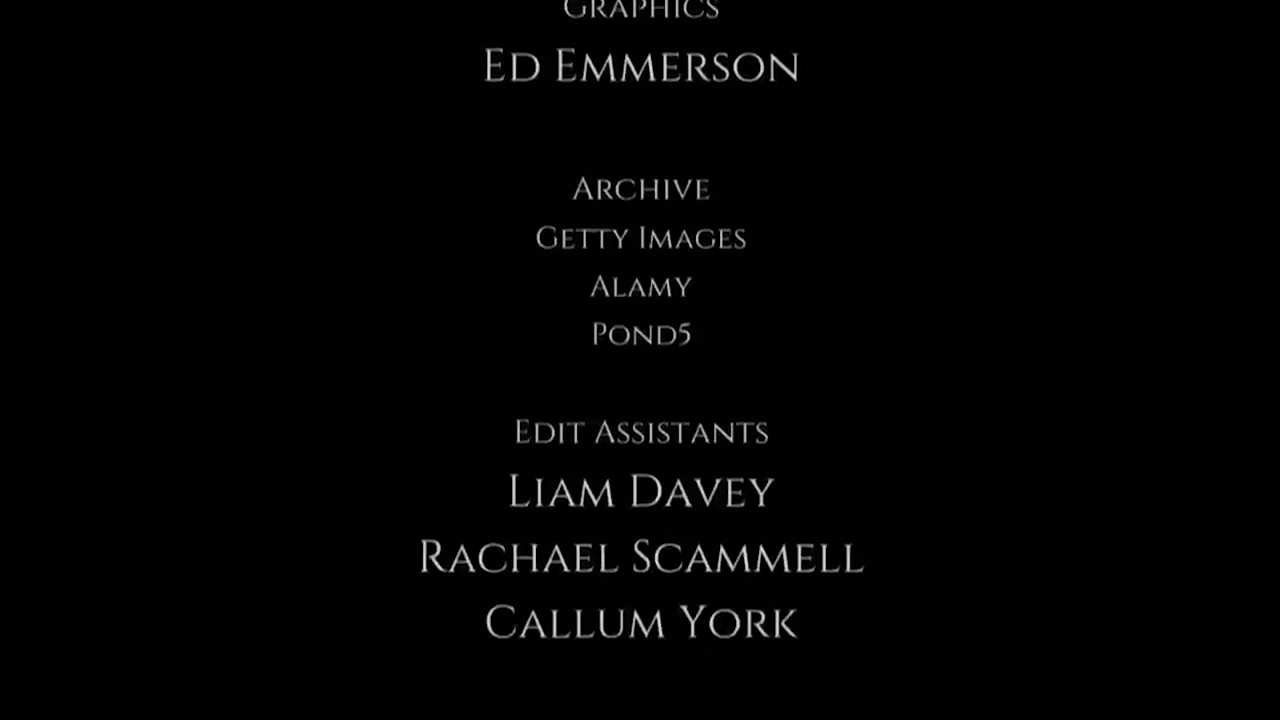 Graphics
Ed Emmerson
Archive
Getty Images
Alamy
Pond5
Edit Assistants
Liam Davey
Rachael Scammell
Callum York